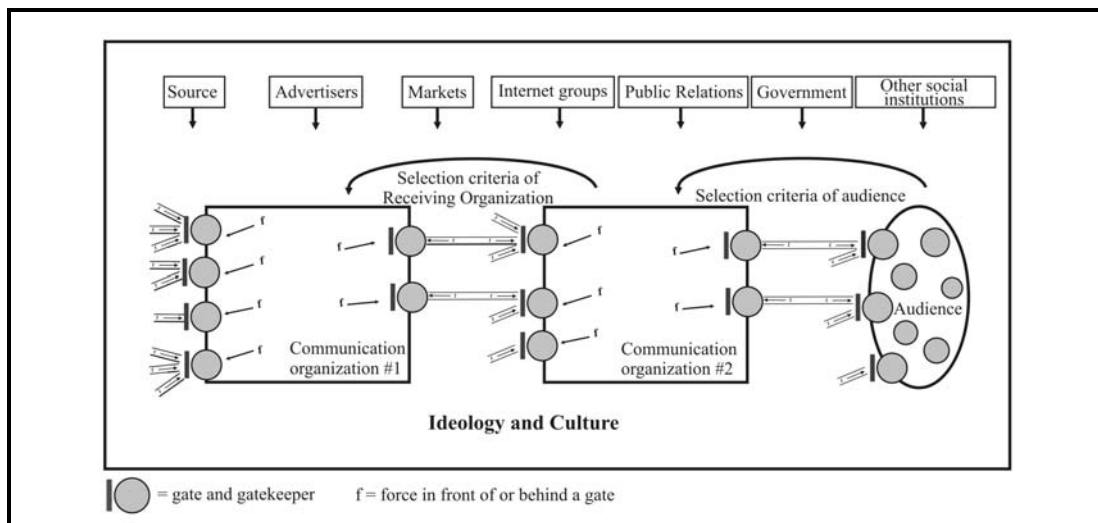 Source
Advertisers
Markets
Internet groups
Public Relations
Government
Other social
institutions
Selection criteria of
Receiving Organization
Selection criteria of audience
f
f
f
f
f
f
f
f
f
f
f
Communication
organization #1
Communication
organization #2
Audience
Ideology and Culture
= gate and gatekeeper
f = force in front of or behind a gate